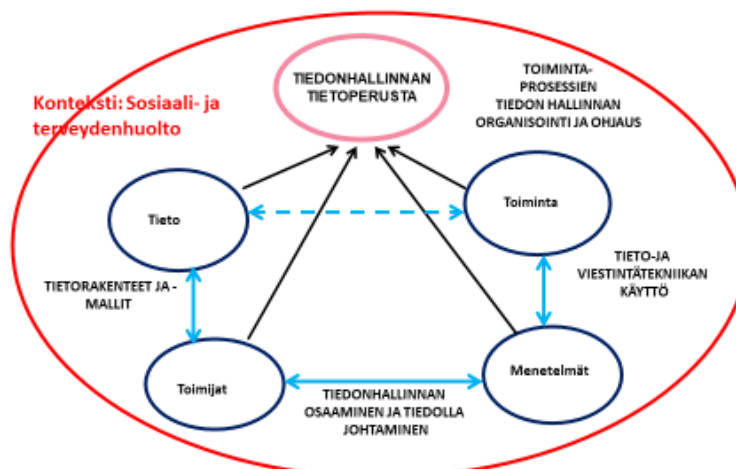 TIEDONHALLINNAN
TIETOPERUSTA
TOIMINTA-
PROSESSIEN
TIEDON HALLINNAN
ORGANISOINTI JA OHJAUS
Konteksti: Sosiaali- ja
terveydenhuolto
Tieto
Toiminta
TIETORAKENTEET JA -
MALLIT
TIETO-JA
VIESTINTÄTEKNIIKAN
KÄYTTÖ
Toimijat
Menetelmät
TIEDONHALLINNAN
OSAAMINEN JA TIEDOLLA
JOHTAMINEN